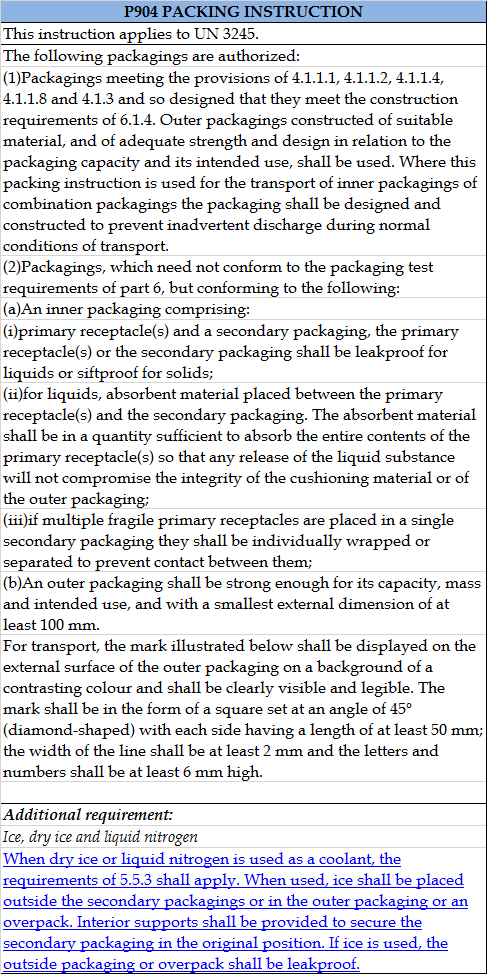 P904 PACKING INSTRUCTION
This instruction applies to UN 3245.
The following packagings are authorized:
(1)Packagings meeting the provisions of 4.1.1.1, 4.1.1.2, 4.1.1.4,
4.1.1.8 and 4.1.3 and so designed that they meet the construction
requirements of 6.1.4. Outer packagings constructed of suitable
material, and of adequate strength and design in relation to the
packaging capacity and its intended use, shall be used. Where this
packing instruction is used for the transport of inner packagings of
combination packagings the packaging shall be designed and
constructed to prevent inadvertent discharge during normal
conditions of transport.
(2)Packagings, which need not conform to the packaging test
requirements of part 6, but conforming to the following:
(a)An inner packaging comprising:
(i)primary receptacle(s) and a secondary packaging, the primary
receptacle(s) or the secondary packaging shall be leakproof for
liquids or siftproof for solids;
(ii)for liquids, absorbent material placed between the primary
receptacle(s) and the secondary packaging. The absorbent material
shall be in a quantity sufficient to absorb the entire contents of the
primary receptacle(s) so that any release of the liquid substance
will not compromise the integrity of the cushioning material or of
the outer packaging;
(iii)if multiple fragile primary receptacles are placed in a single
secondary packaging they shall be individually wrapped or
separated to prevent contact between them;
(b)An outer packaging shall be strong enough for its capacity, mass
and intended use, and with a smallest external dimension of at
least 100 mm.
For transport, the mark illustrated below shall be displayed on the
external surface of the outer packaging on a background of a
contrasting colour and shall be clearly visible and legible. The
mark shall be in the form of a square set at an angle of 45°
(diamond-shaped) with each side having a length of at least 50 mm;
the width of the line shall be at least 2 mm and the letters and
numbers shall be at least 6 mm high.
Additional requirement:
Ice, dry ice and liquid nitrogen
When dry ice or liquid nitrogen is used as a coolant, the
requirements of 5.5.3 shall apply. When used, ice shall be placed
outside the secondary packagings or in the outer packaging or an
overpack. Interior supports shall be provided to secure the
secondary packaging in the original position. If ice is used, the
outside packaging or overpack shall be leakproof.